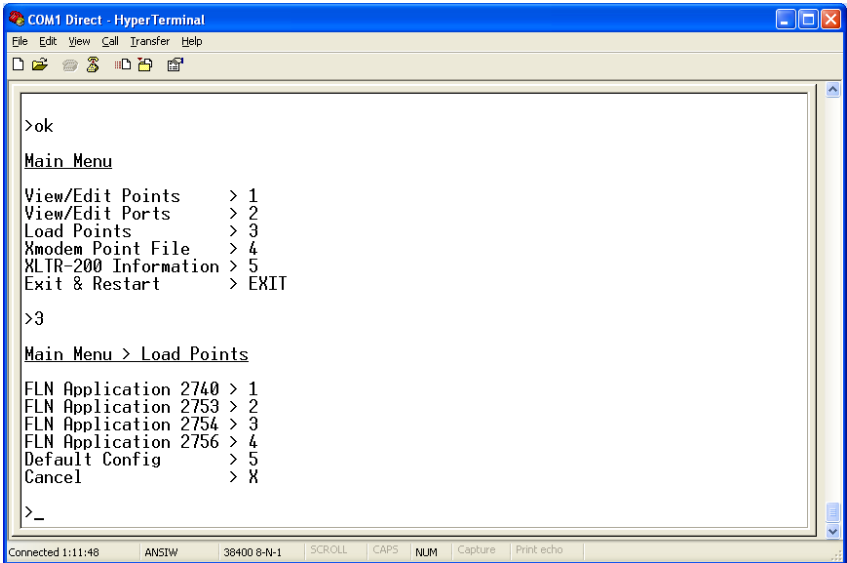 COM1 Direct - HyperTerminal
File Edit View Call Transfer Help
>ok
Main Menu
View/Edit Points > 1
View/Edit Ports > 2
Load Points > 3
Xmodem Point File > 4
XLTR-200 Information > 5
Exit & Restart > EXIT
>3
Main Menu > Load Points
FLN Application 2740 > 1
FLN Application 2753 > 2
FLN Application 2754 > 3
FLN Application 2756 > 4
Default Config > 5
Cancel > X
>_
Connected 1:11:48 ANSIW 38400 8-N-1 SCROLL CAPS NUM Capture Print echo